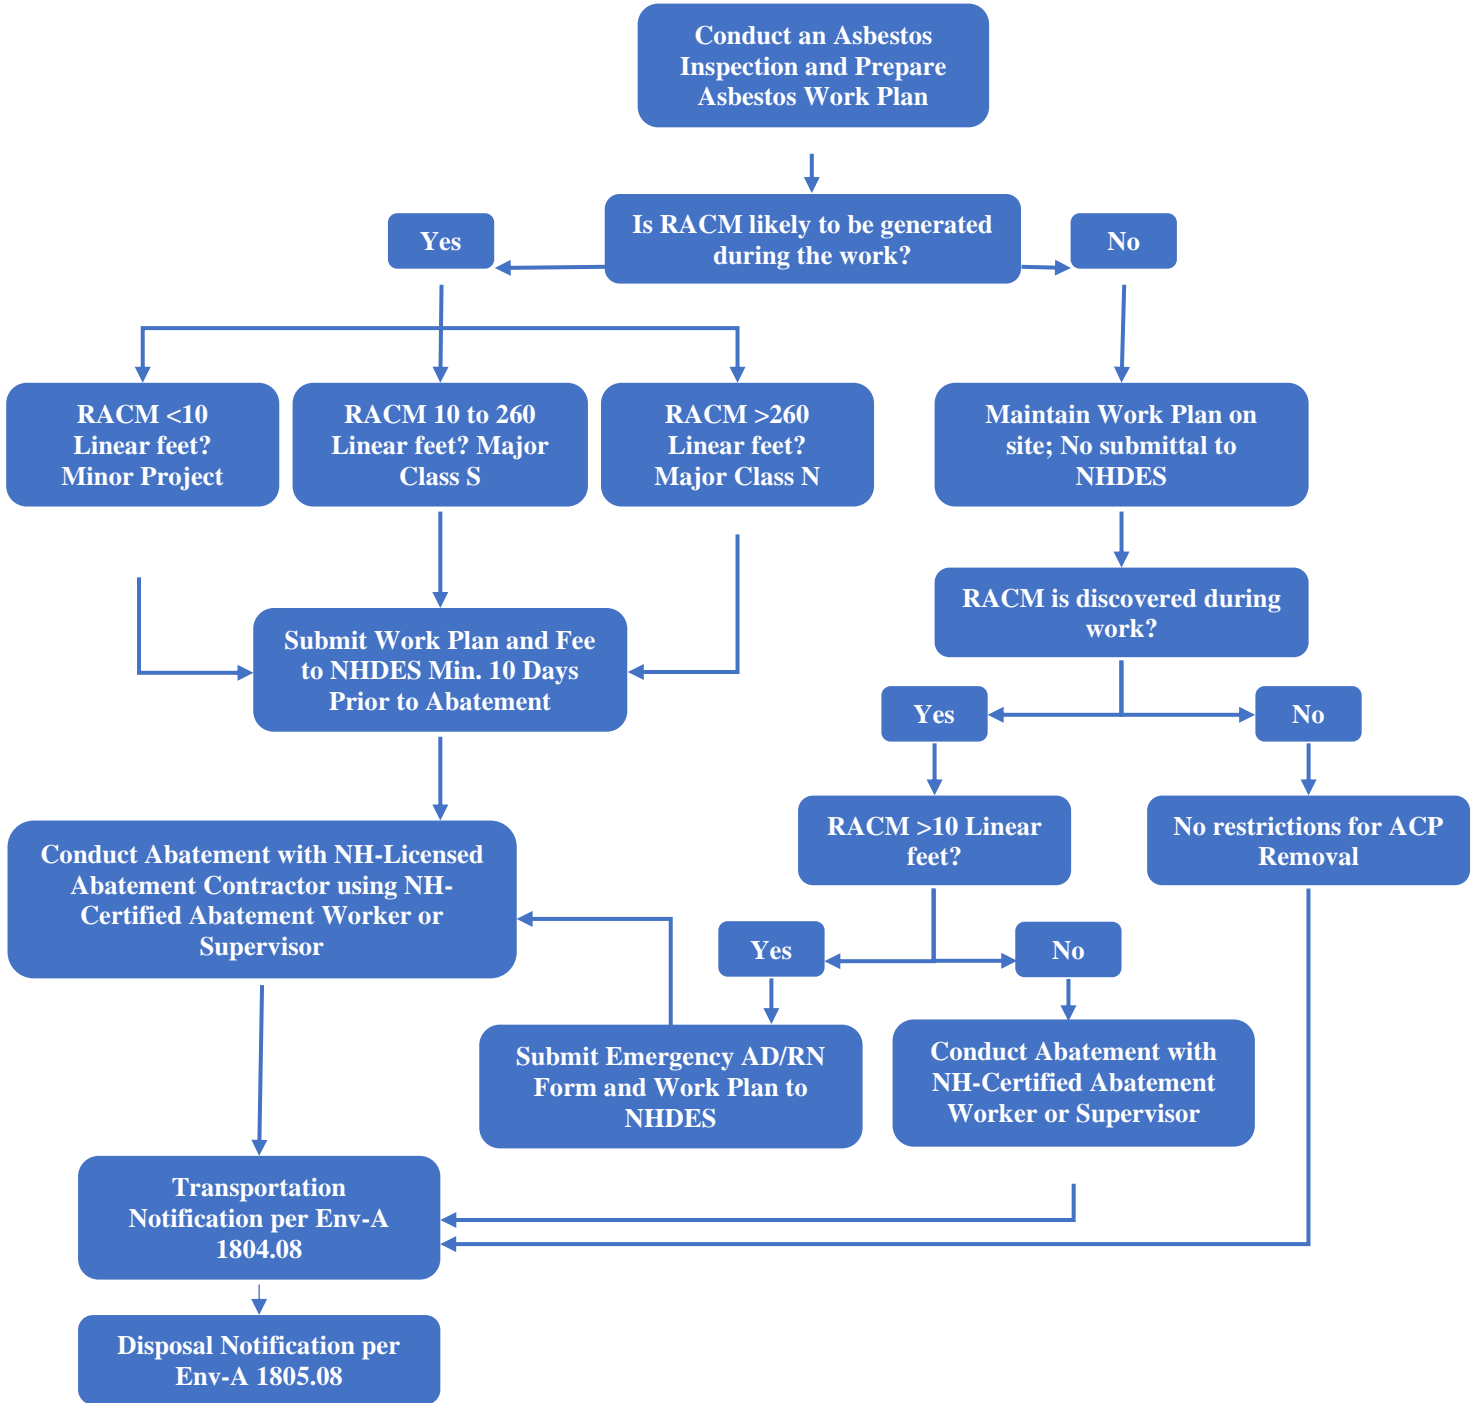 Conduct an Asbestos
Inspection and Prepare
Asbestos Work Plan
Is RACM likely to be generated
during the work?
Yes
No
RACM <10
Linear feet?
Minor Project
RACM 10 to 260
Linear feet? Major
Class S
RACM >260
Linear feet?
Major Class N
Maintain Work Plan on
site; No submittal to
NHDES
RACM is discovered during
work?
Submit Work Plan and Fee
to NHDES Min. 10 Days
Prior to Abatement
Yes
No
RACM >10 Linear
feet?
No restrictions for ACP
Removal
Conduct Abatement with NH-Licensed
Abatement Contractor using NH-
Certified Abatement Worker or
Supervisor
Yes
No
Submit Emergency AD/RN
Form and Work Plan to
NHDES
Conduct Abatement with
NH-Certified Abatement
Worker or Supervisor
Transportation
Notification per Env-A
1804.08
Disposal Notification per
Env-A 1805.08